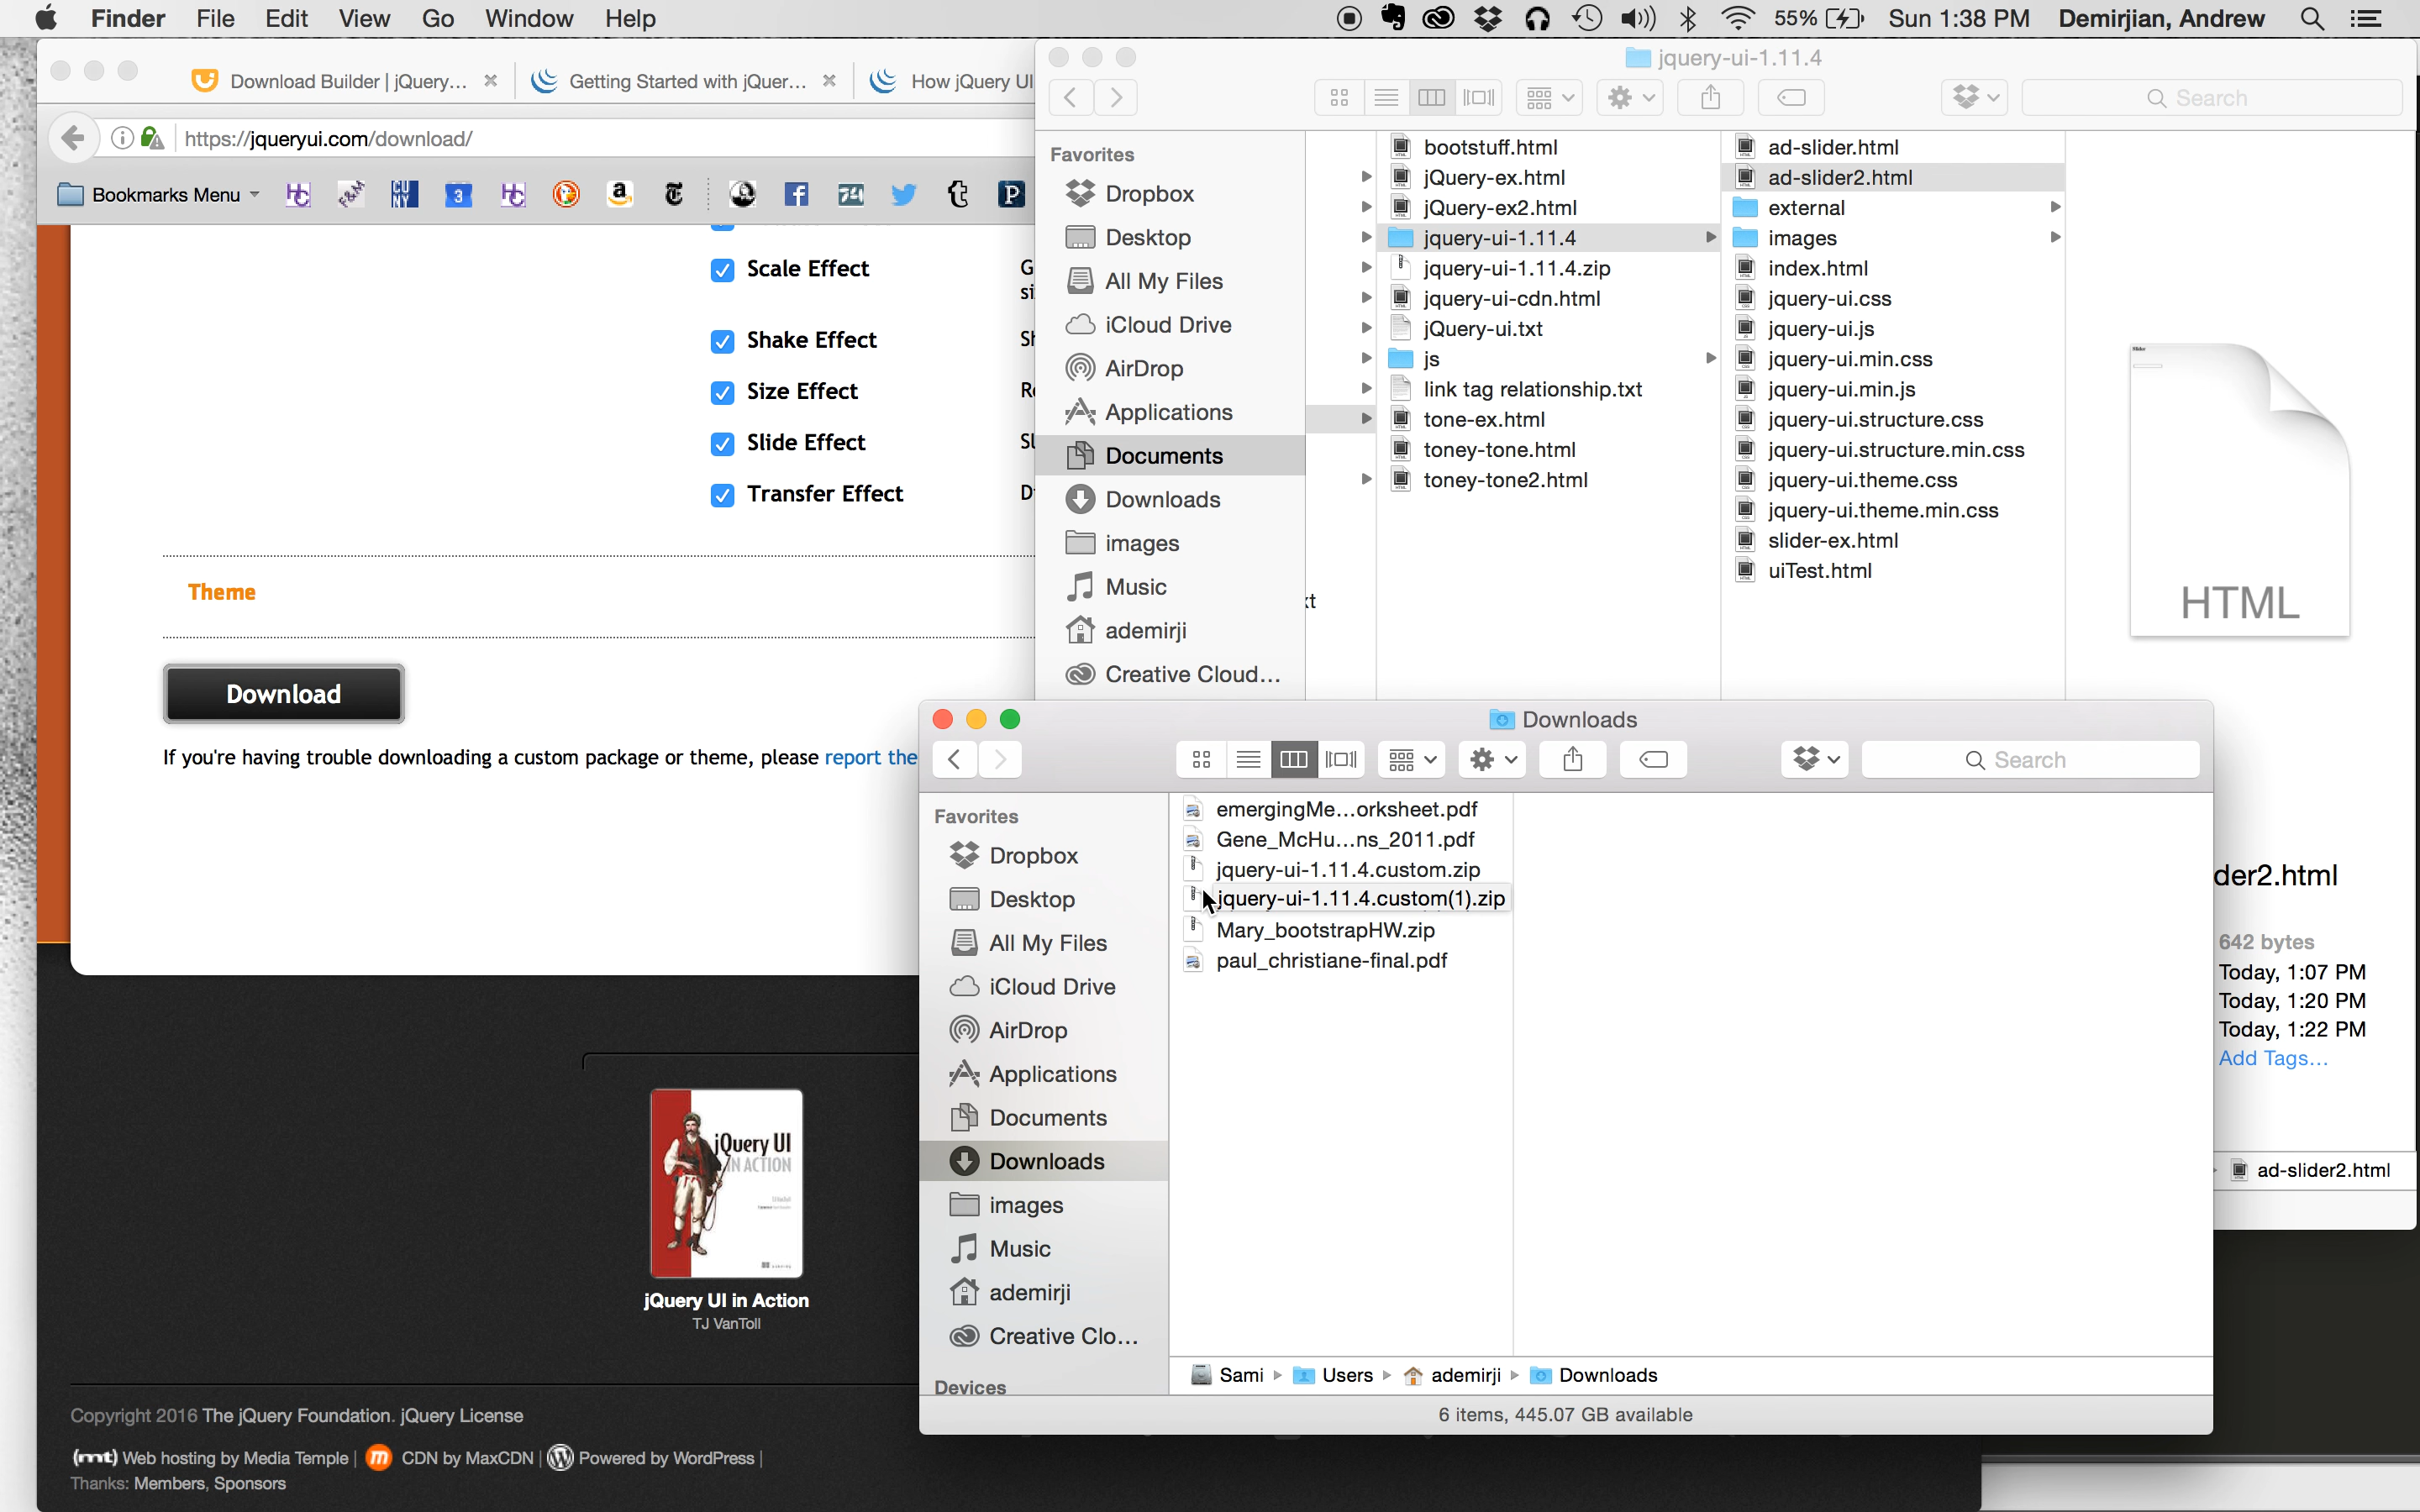 Finder File Edit View Go Window Help
55% Sun 1:38 PM Demirjian, Andrew
Download Builder | jQuery...
Getting Started with jQuer...
How jQuery UI
https://jqueryui.com/download/
Bookmarks Menu
Scale Effect
G
Shake Effect
Size Effect
Slide Effect
Transfer Effect
Theme
Download
If you're having trouble downloading a custom package or theme, please report the
jQuery UI
IN ACTION
jQuery UI in Action
TJ VanToll
Copyright 2016 The jQuery Foundation. jQuery License
(mt) Web hosting by Media Temple | CDN by MaxCDN | Powered by WordPress |
Thanks: Members, Sponsors
jquery-ui-1.11.4
Search
Favorites
Dropbox
Desktop
All My Files
iCloud Drive
AirDrop
Applications
Documents
Downloads
images
Music
ademirji
Creative Cloud...
bootstuff.html
jQuery-ex.html
jQuery-ex2.html
jquery-ui-1.11.4
jquery-ui-1.11.4.zip
jquery-ui-cdn.html
jQuery-ui.txt
js
link tag relationship.txt
tone-ex.html
toney-tone.html
toney-tone2.html
ad-slider.html
ad-slider2.html
external
images
index.html
jquery-ui.css
jquery-ui.js
jquery-ui.min.css
jquery-ui.min.js
jquery-ui.structure.css
jquery-ui.structure.min.css
jquery-ui.theme.css
jquery-ui.theme.min.css
slider-ex.html
uiTest.html
HTML
der2.html
642 bytes
Today, 1:07 PM
Today, 1:20 PM
Today, 1:22 PM
Add Tags...
ad-slider2.html
Downloads
Search
Favorites
Dropbox
Desktop
All My Files
iCloud Drive
AirDrop
Applications
Documents
Downloads
images
Music
ademirji
Creative Clo...
Devices
emergingMe...orksheet.pdf
Gene_McHu...ns_2011.pdf
jquery-ui-1.11.4.custom.zip
jquery-ui-1.11.4.custom(1).zip
Mary_bootstrapHW.zip
paul_christiane-final.pdf
Sami Users ademirji Downloads
6 items, 445.07 GB available